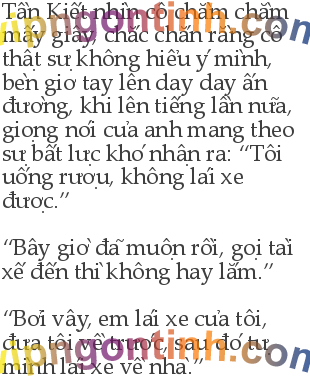 Tần Kiết nhìn cô chăm chăm
mấy giây, chắc chắn rằng cô
thật sự không hiểu ý mình,
bèn giơ tay lên day day ấn
đường, khi lên tiếng lần nữa,
giọng nói của anh mang theo
sự bất lực khó nhận ra: “Tôi
uống rượu, không lái xe
được.”
“Bây giờ đã muộn rồi, gọi tài
xế đến thì không hay lắm.”
“Bởi vậy, em lái xe của tôi,
đưa tôi về trước, sau đó tự
mình lái xe về nhà.”